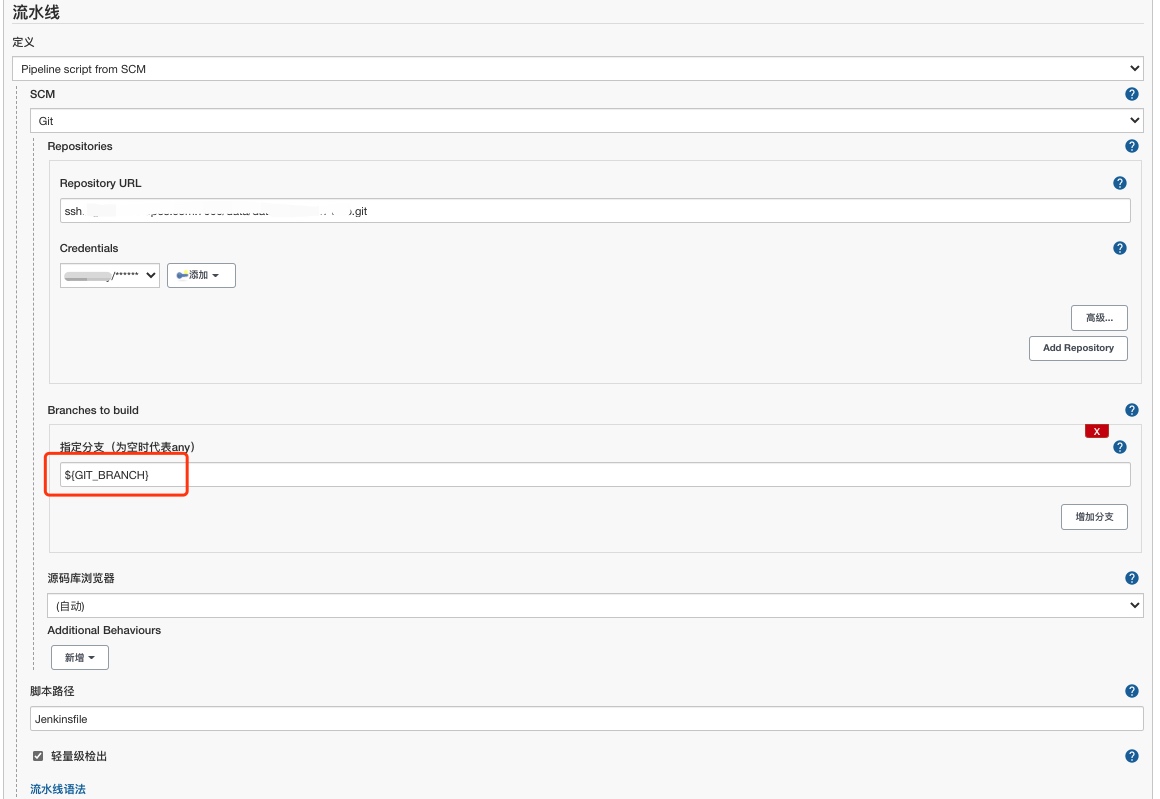 流水线
定义
Pipeline script from SCM
SCM
Git
Repositories
Repository URL
ssh
.git
Credentials
/******
添加
高级...
Add Repository
Branches to build
X
指定分支（为空时代表any）
${GIT_BRANCH}
增加分支
源码库浏览器
(自动)
Additional Behaviours
新增
脚本路径
Jenkinsfile
轻量级检出
流水线语法